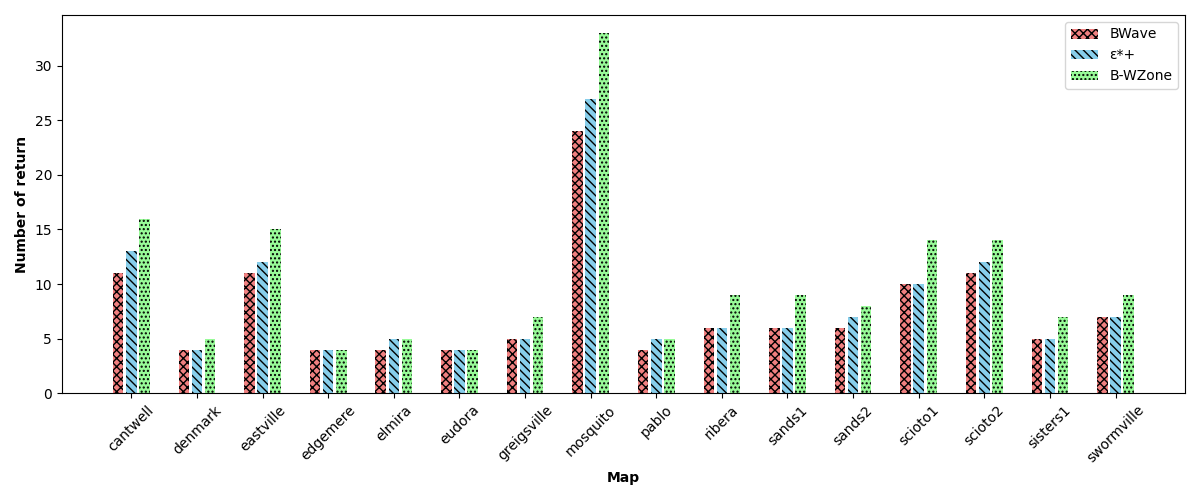 BWave
ε*+
B-WZone
Number of return
30
25
20
15
10
5
0
cantwell
denmark
eastville
edgemere
elmira
eudora
greigsville
mosquito
pablo
ribera
sands1
sands2
scioto1
scioto2
sisters1
swormville
Map